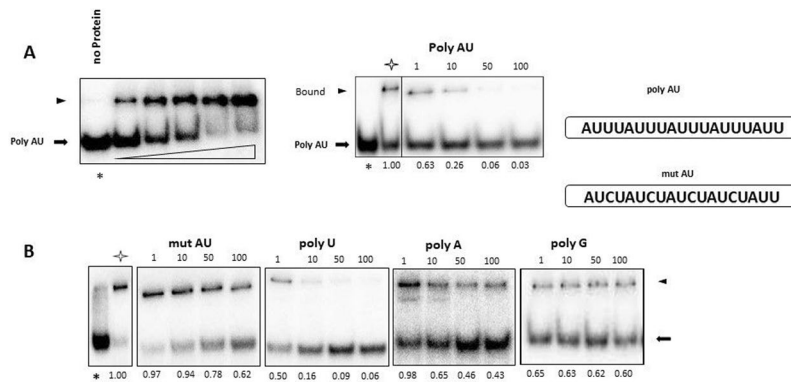 A
no Protein
Poly AU
*
Poly AU
1 10 50 100
Bound
Poly AU
* 1.00 0.63 0.26 0.06 0.03
poly AU
AUUUAUUUAUUUAUUUAUU
mut AU
AUCUAUCUAUCUAUCUAUU
B
mut AU poly U poly A poly G
1 10 50 100 1 10 50 100 1 10 50 100 1 10 50 100
* 1.00 0.97 0.94 0.78 0.62 0.50 0.16 0.09 0.06 0.98 0.65 0.46 0.43 0.65 0.63 0.62 0.60